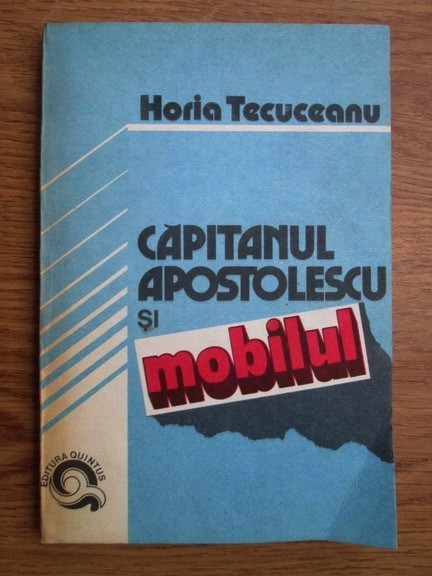 Horia Tecuceanu
CĂPITANUL
APOSTOLESCU
ȘI
mobilul
EDITURA QUINTUS